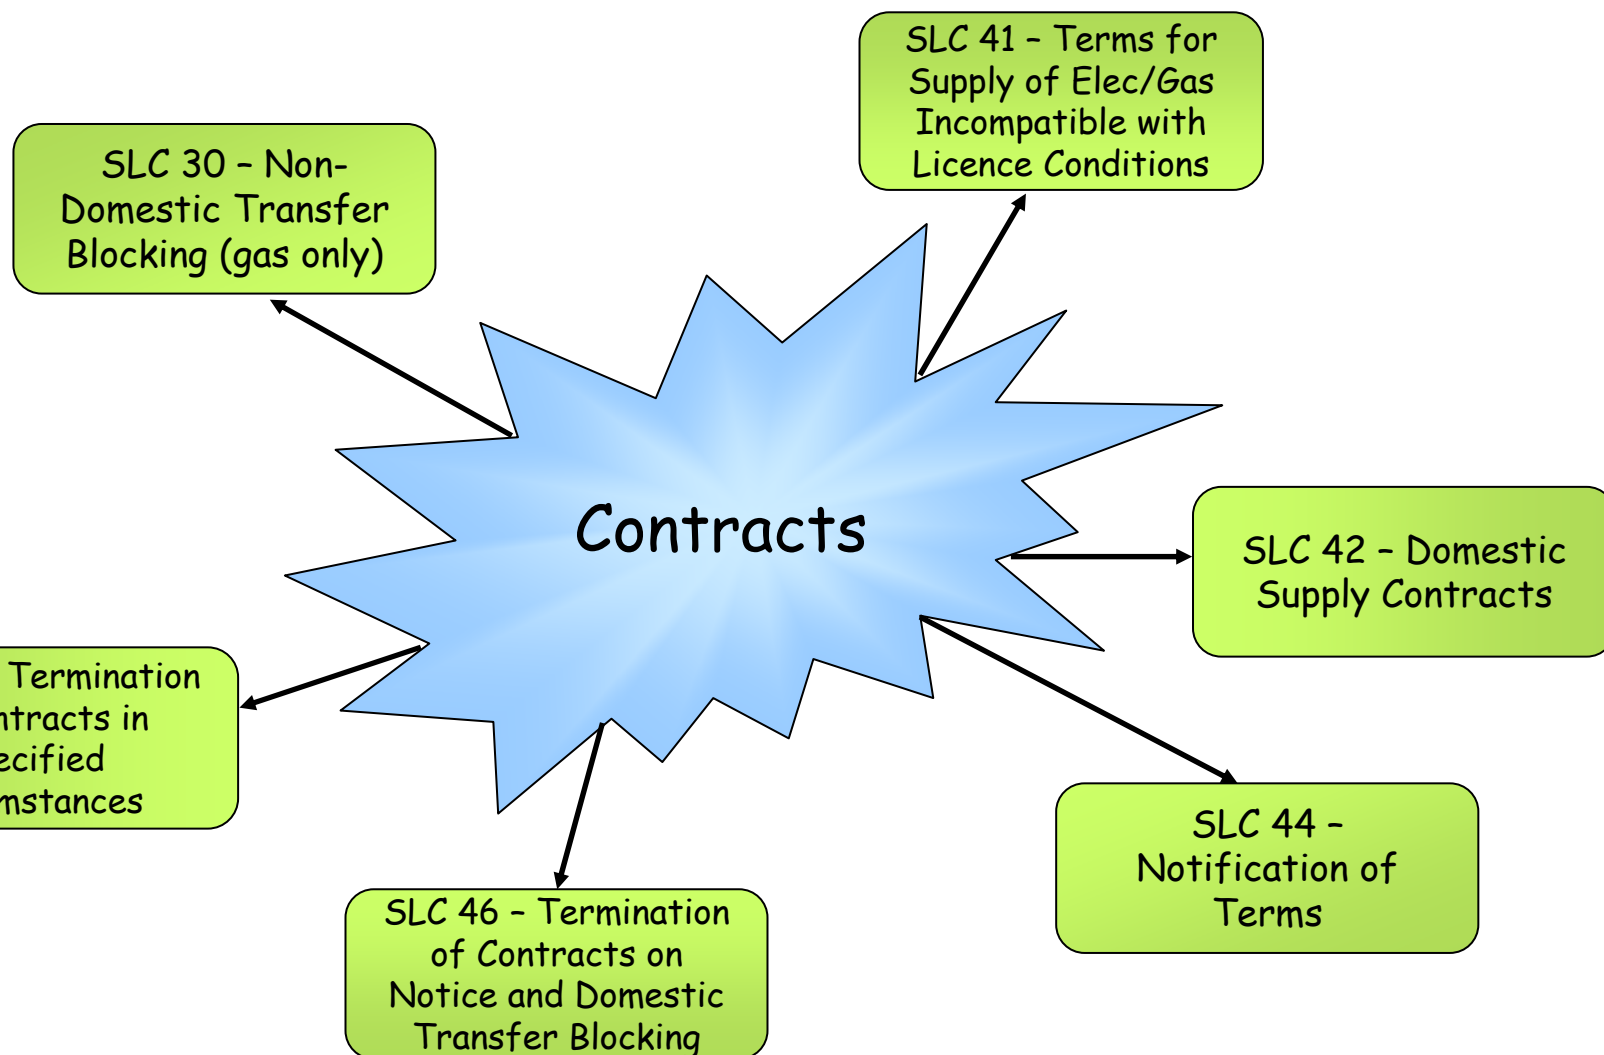 SLC 41 – Terms for
Supply of Elec/Gas
Incompatible with
Licence Conditions
SLC 30 – Non-
Domestic Transfer
Blocking (gas only)
Contracts
SLC 42 – Domestic
Supply Contracts
Termination
in
SLC 44 –
Notification of
Terms
SLC 46 – Termination
of Contracts on
Notice and Domestic
Transfer Blocking